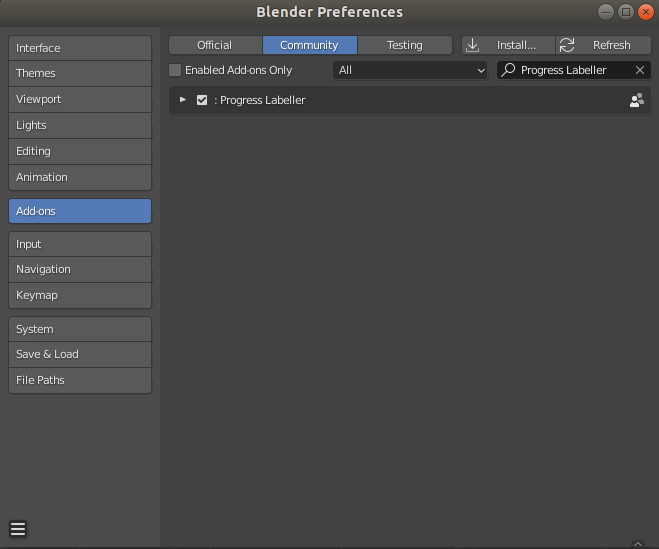 Blender Preferences
Interface
Themes
Viewport
Lights
Editing
Animation
Add-ons
Input
Navigation
Keymap
System
Save & Load
File Paths
Official Community Testing Install... Refresh
Enabled Add-ons Only All Progress Labeller
: Progress Labeller